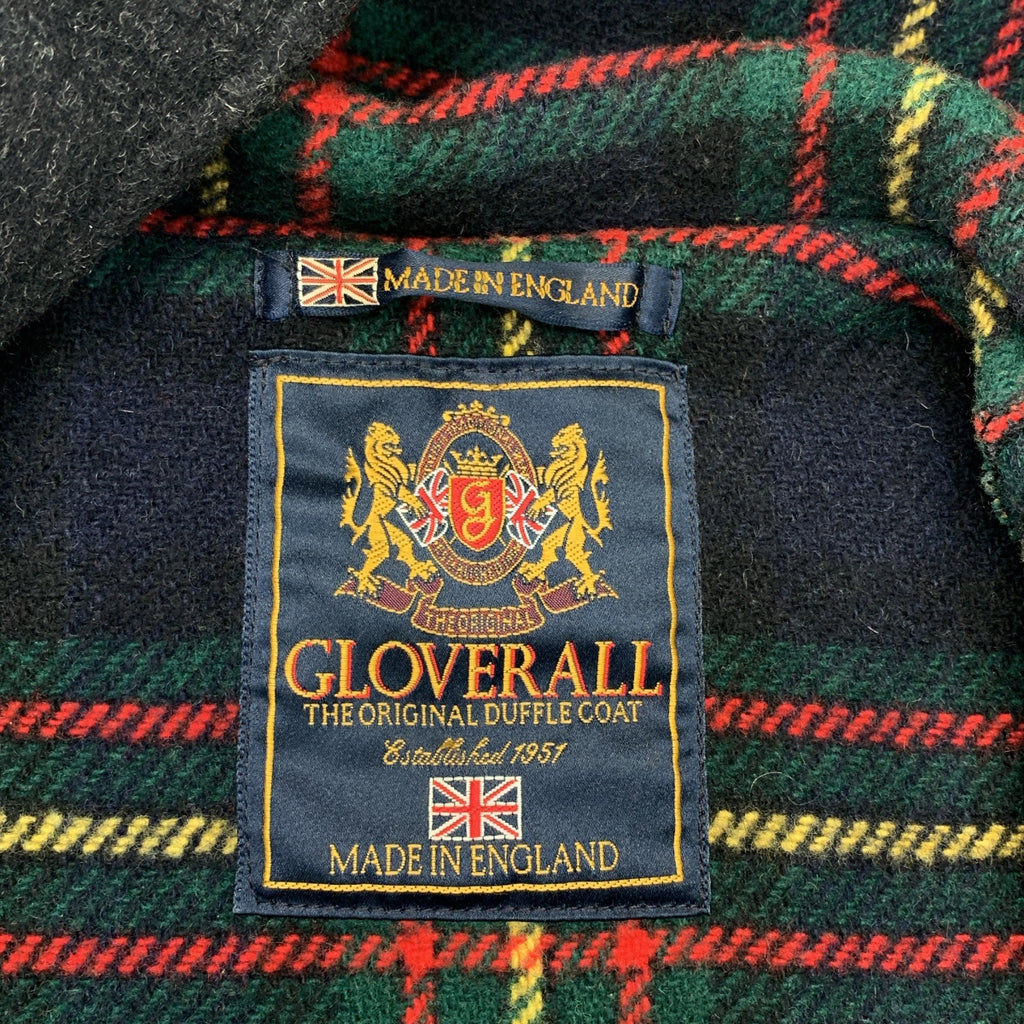 MADE IN ENGLAND
G
THE ORIGINAL
GLOVERALL
THE ORIGINAL DUFFLE COAT
Established 1951
MADE IN ENGLAND